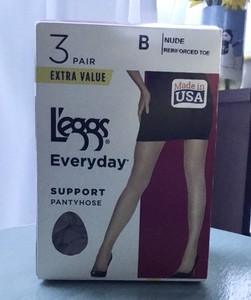 3 PAIR
EXTRA VALUE
B
NUDE
REINFORCED TOE
Made in
USA
L'eggs
Everyday
SUPPORT
PANTYHOSE